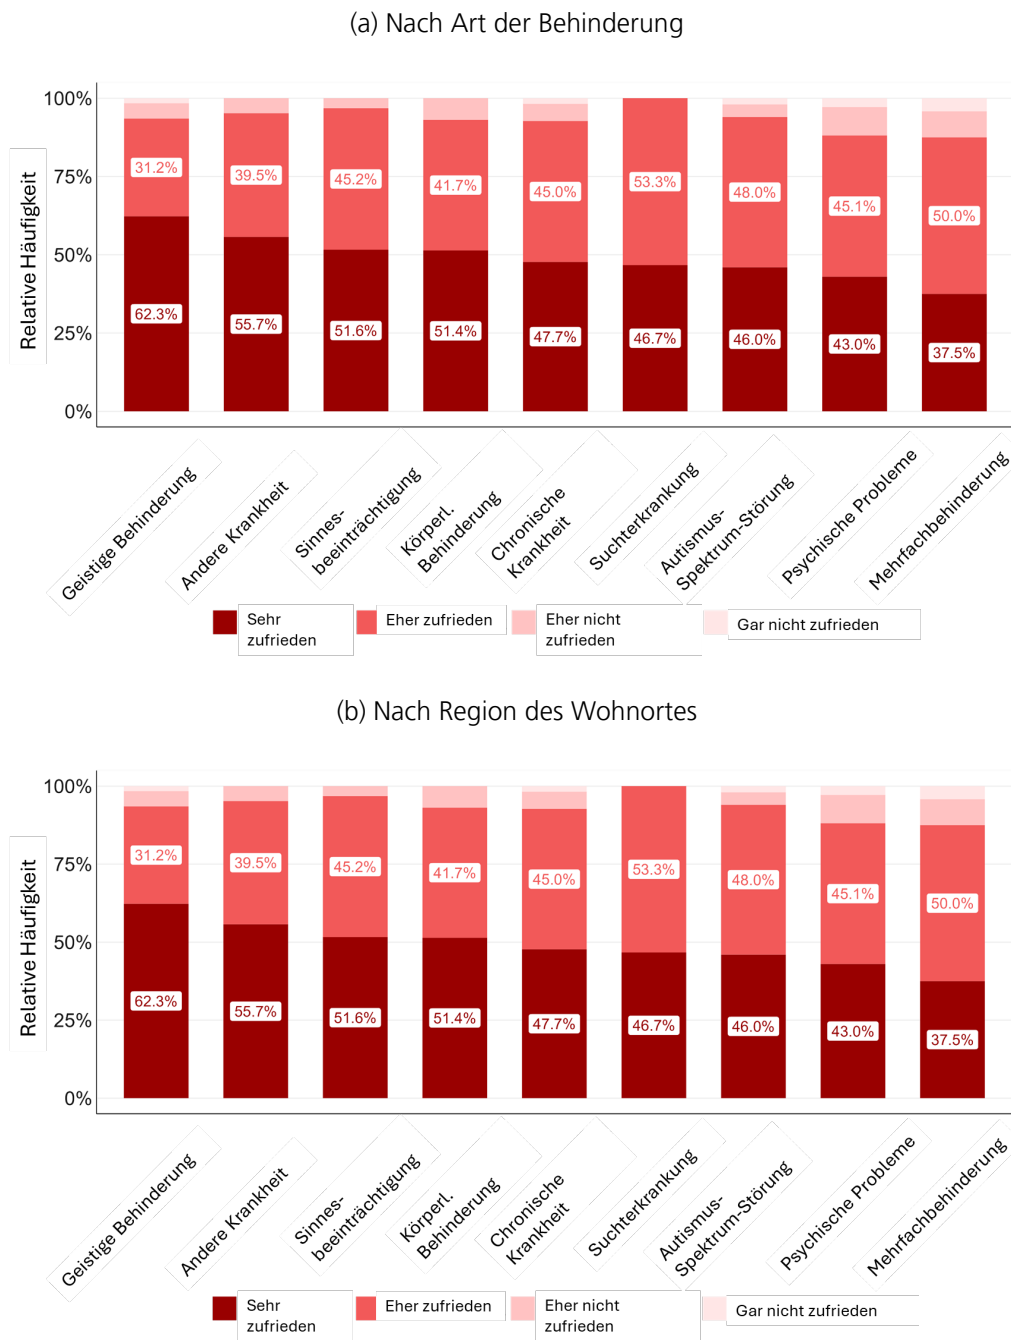 (a) Nach Art der Behinderung
Relative Häufigkeit
100%
75%
50%
25%
0%
31.2%
39.5%
45.2%
41.7%
45.0%
53.3%
48.0%
45.1%
50.0%
62.3%
55.7%
51.6%
51.4%
47.7%
46.7%
46.0%
43.0%
37.5%
Geistige Behinderung
Andere Krankheit
Sinnes-
beeinträchtigung
Körperl.
Behinderung
Chronische
Krankheit
Suchterkrankung
Autismus-
Spektrum-Störung
Psychische Probleme
Mehrfachbehinderung
Sehr
zufrieden
Eher zufrieden
Eher nicht
zufrieden
Gar nicht zufrieden
(b) Nach Region des Wohnortes
Relative Häufigkeit
100%
75%
50%
25%
0%
31.2%
39.5%
45.2%
41.7%
45.0%
53.3%
48.0%
45.1%
50.0%
62.3%
55.7%
51.6%
51.4%
47.7%
46.7%
46.0%
43.0%
37.5%
Geistige Behinderung
Andere Krankheit
Sinnes-
beeinträchtigung
Körperl.
Behinderung
Chronische
Krankheit
Suchterkrankung
Autismus-
Spektrum-Störung
Psychische Probleme
Mehrfachbehinderung
Sehr
zufrieden
Eher zufrieden
Eher nicht
zufrieden
Gar nicht zufrieden